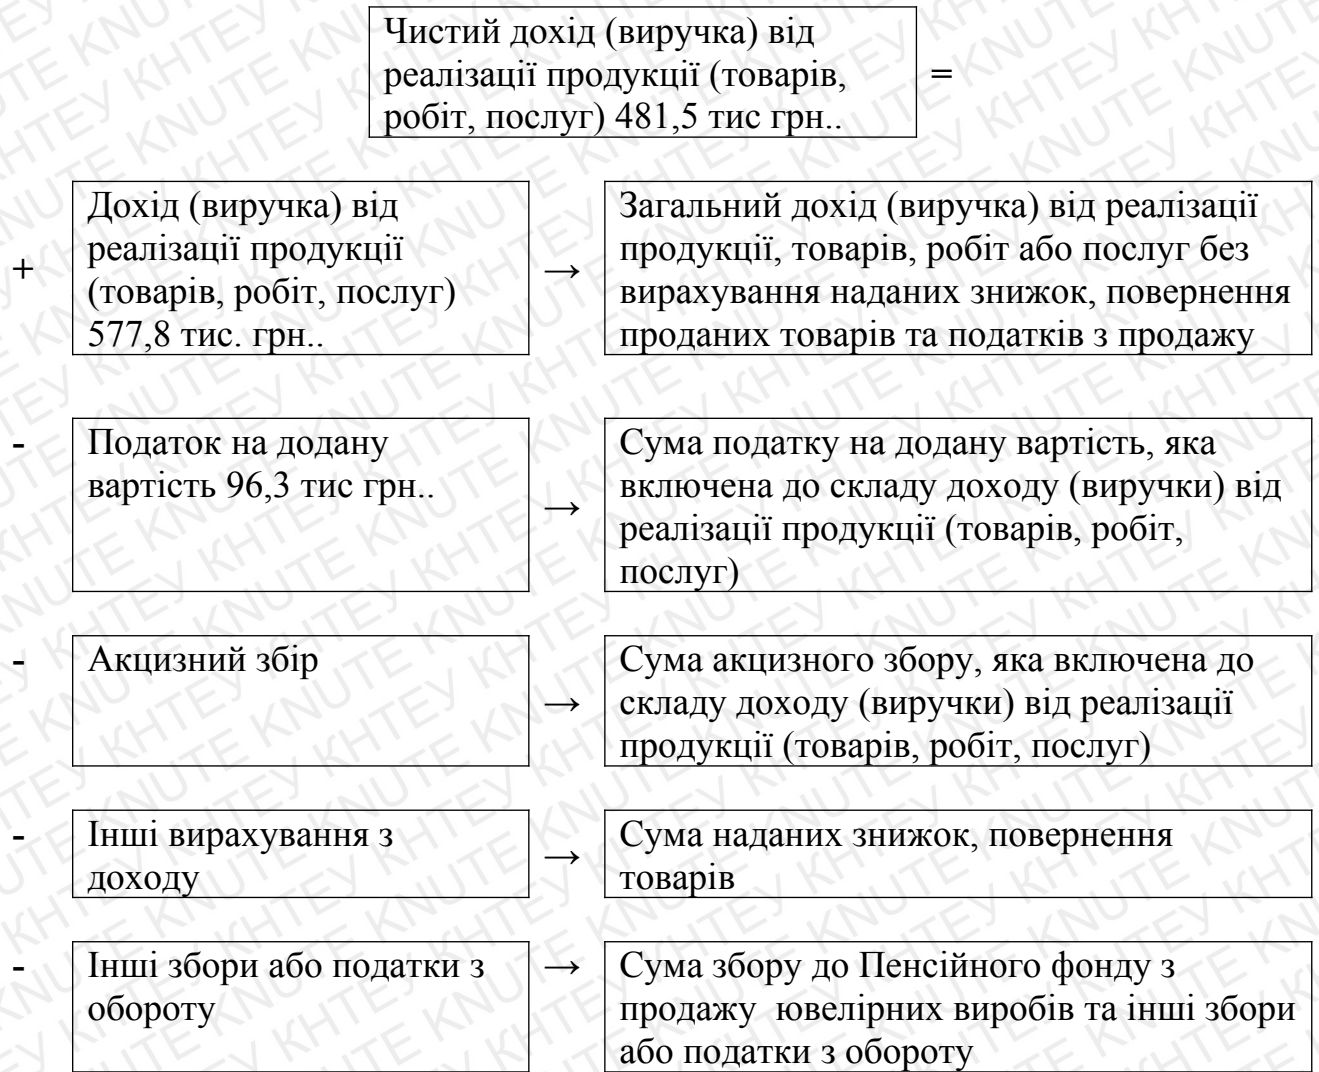 Чистий дохід (виручка) від
реалізації продукції (товарів,
робіт, послуг) 481,5 тис грн..
=
+
Дохід (виручка) від
реалізації продукції
(товарів, робіт, послуг)
577,8 тис. грн..
→
Загальний дохід (виручка) від реалізації
продукції, товарів, робіт або послуг без
вирахування наданих знижок, повернення
проданих товарів та податків з продажу
-
Податок на додану
вартість 96,3 тис грн..
→
Сума податку на додану вартість, яка
включена до складу доходу (виручки) від
реалізації продукції (товарів, робіт,
послуг)
-
Акцизний збір
→
Сума акцизного збору, яка включена до
складу доходу (виручки) від реалізації
продукції (товарів, робіт, послуг)
-
Інші вирахування з
доходу
→
Сума наданих знижок, повернення
товарів
-
Інші збори або податки з
обороту
→
Сума збору до Пенсійного фонду з
продажу ювелірних виробів та інші збори
або податки з обороту